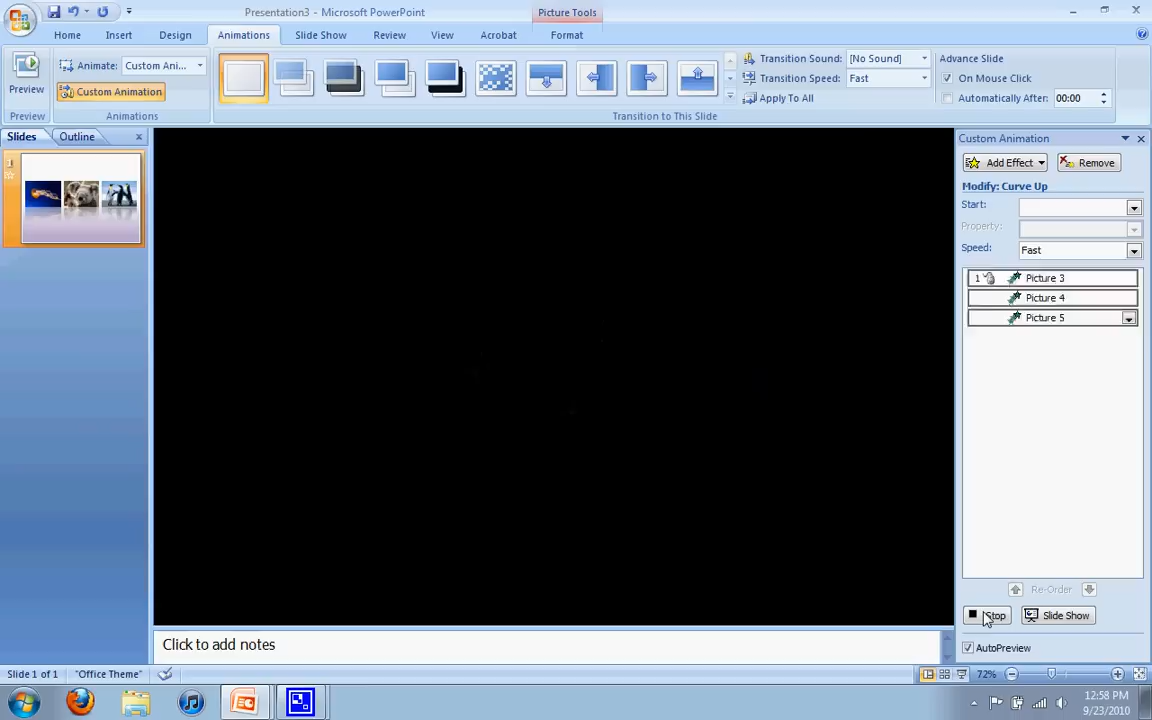 Presentation3 - Microsoft PowerPoint
Picture Tools
Home
Insert
Design
Animations
Slide Show
Review
View
Acrobat
Format
Preview
Animate:
Custom Ani...
Custom Animation
Transition Sound:
[No Sound]
Transition Speed:
Fast
Apply To All
Advance Slide
On Mouse Click
Automatically After:
00:00
Preview
Animations
Transition to This Slide
Slides
Outline
1
Custom Animation
Add Effect
Remove
Modify: Curve Up
Start:
Property:
Speed:
Fast
1
Picture 3
Picture 4
Picture 5
Re-Order
Stop
Slide Show
AutoPreview
Click to add notes
Slide 1 of 1
"Office Theme"
72%
12:58 PM
9/23/2010